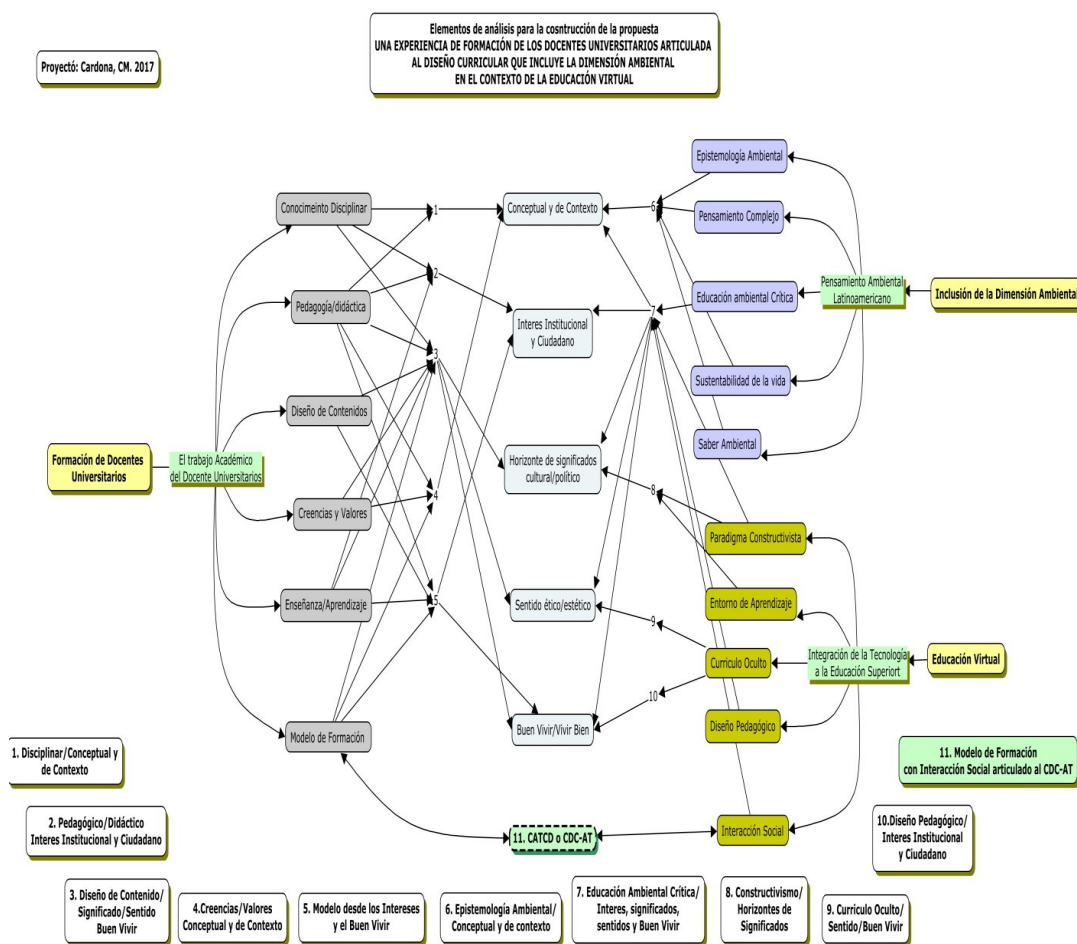 Elementos de análisis para la cosntrucción de la propuesta
UNA EXPERIENCIA DE FORMACIÓN DE LOS DOCENTES UNIVERSITARIOS ARTICULADA
AL DISEÑO CURRICULAR QUE INCLUYE LA DIMENSIÓN AMBIENTAL
EN EL CONTEXTO DE LA EDUCACIÓN VIRTUAL
Proyectó: Cardona, CM. 2017
Formación de Docentes
Universitarios
El trabajo Académico
del Docente Universitarios
Conocimeinto Disciplinar
Pedagogía/didáctica
Diseño de Contenidos
Creencias y Valores
Enseñanza/Aprendizaje
Modelo de Formación
1
2
3
4
5
Conceptual y de Contexto
Interes Institucional
y Ciudadano
Horizonte de significados
cultural/político
Sentido ético/estético
Buen Vivir/Vivir Bien
11. CATCD o CDC-AT
6
7
8
9
10
Epistemología Ambiental
Pensamiento Complejo
Educación ambiental Crítica
Sustentabilidad de la vida
Saber Ambiental
Paradigma Constructivista
Entorno de Aprendizaje
Curriculo Oculto
Diseño Pedagógico
Interacción Social
Pensamiento Ambiental
Latinoamericano
Inclusión de la Dimensión Ambiental
Integración de la Tecnología
a la Educación Superiort
Educación Virtual
1. Disciplinar/Conceptual y
de Contexto
2. Pedagógico/Didáctico
Interes Institucional y Ciudadano
3. Diseño de Contenido/
Significado/Sentido
Buen Vivir
4.Creencias/Valores
Conceptual y de Contexto
5. Modelo desde los Intereses
y el Buen Vivir
6. Epistemología Ambiental/
Conceptual y de contexto
7. Educación Ambiental Crítica/
Interes, significados,
sentidos y Buen Vivir
8. Constructivismo/
Horizontes de
Significados
9. Curriculo Oculto/
Sentido/Buen Vivir
10.Diseño Pedagógico/
Interes Institucional
y Ciudadano
11. Modelo de Formación
con Interacción Social articulado al CDC-AT